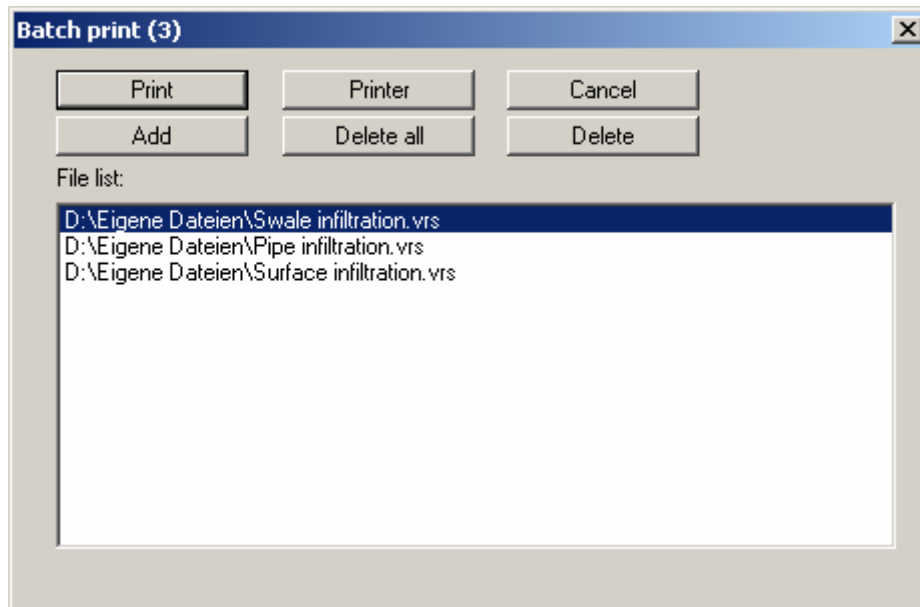 Batch print (3)
Print Printer Cancel
Add Delete all Delete
File list:
D:\Eigene Dateien\Swale infiltration.vrs
D:\Eigene Dateien\Pipe infiltration.vrs
D:\Eigene Dateien\Surface infiltration.vrs